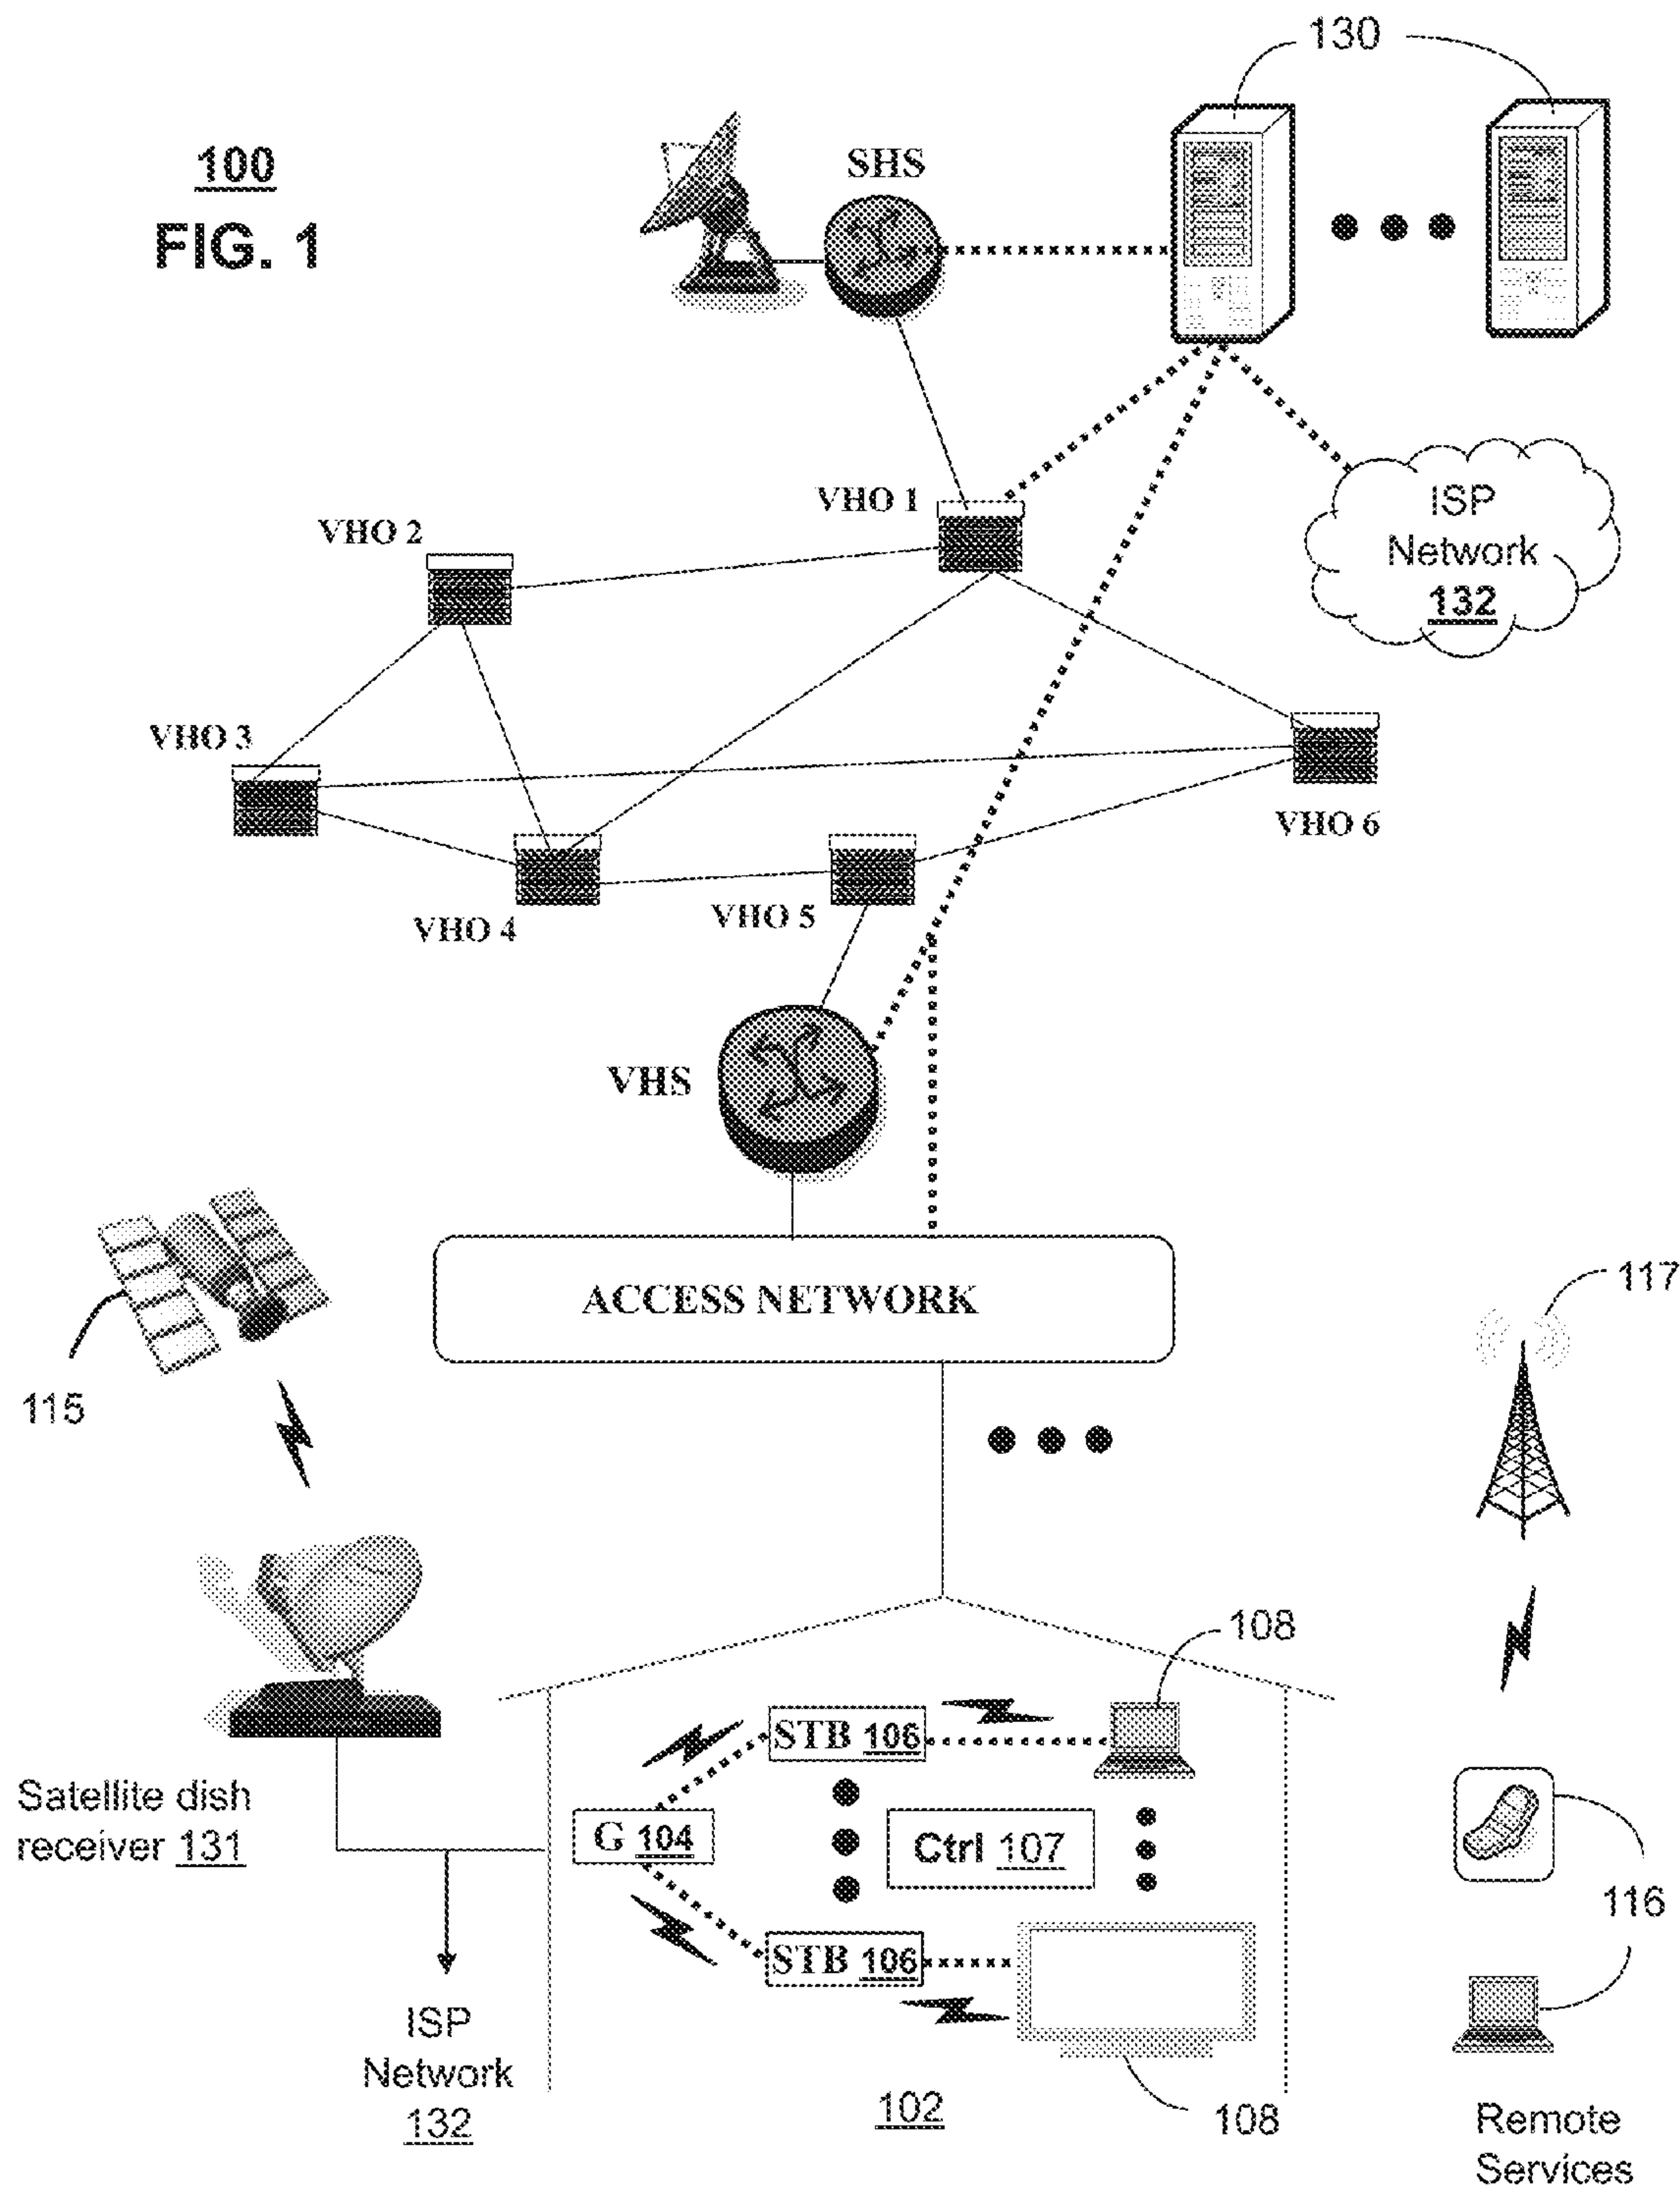 130
100
FIG. 1
SHS
VHO 1
ISP
Network
132
VHO 2
VHO 3
VHO 6
VHO 4
VHO 5
VHS
ACCESS NETWORK
117
115
108
STB 106
Satellite dish
receiver 131
G 104
Ctrl 107
116
STB 106
ISP
Network
132
102
108
Remote
Services